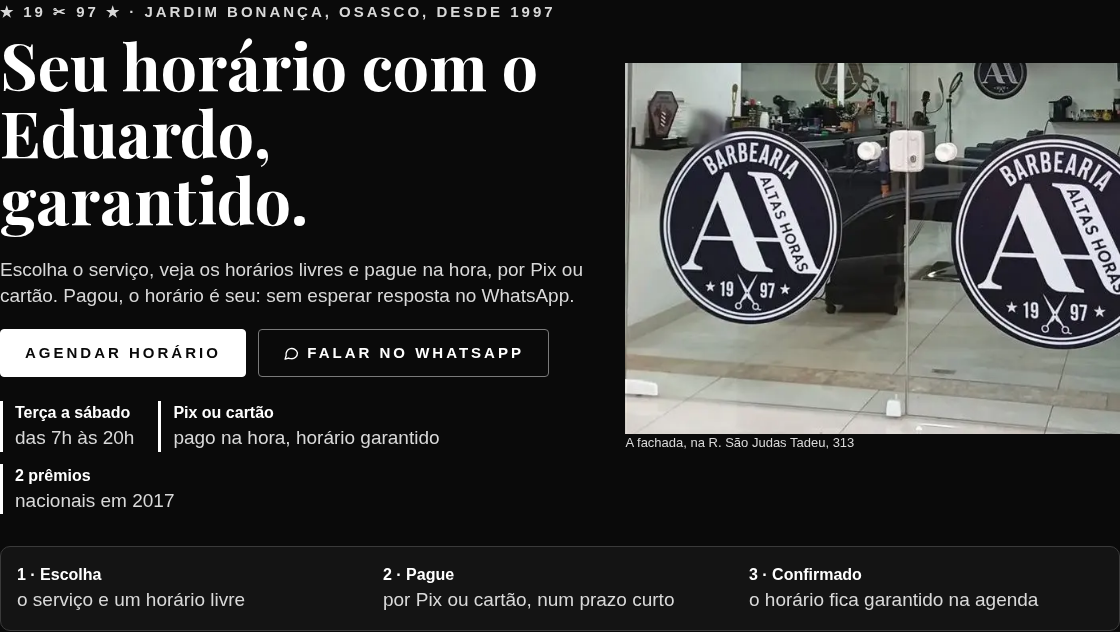 ★ 19 ✂ 97 ★ · JARDIM BONANÇA, OSASCO, DESDE 1997
Seu horário com o
Eduardo,
garantido.
Escolha o serviço, veja os horários livres e pague na hora, por Pix ou
cartão. Pagou, o horário é seu: sem esperar resposta no WhatsApp.
AGENDAR HORÁRIO
FALAR NO WHATSAPP
Terça a sábado
das 7h às 20h
Pix ou cartão
pago na hora, horário garantido
2 prêmios
nacionais em 2017
BARBEARIA
AH
ALTAS HORAS
★ 19 97 ★
BARBEARIA
AH
ALTAS HORAS
★ 19 97 ★
A fachada, na R. São Judas Tadeu, 313
1 · Escolha
o serviço e um horário livre
2 · Pague
por Pix ou cartão, num prazo curto
3 · Confirmado
o horário fica garantido na agenda